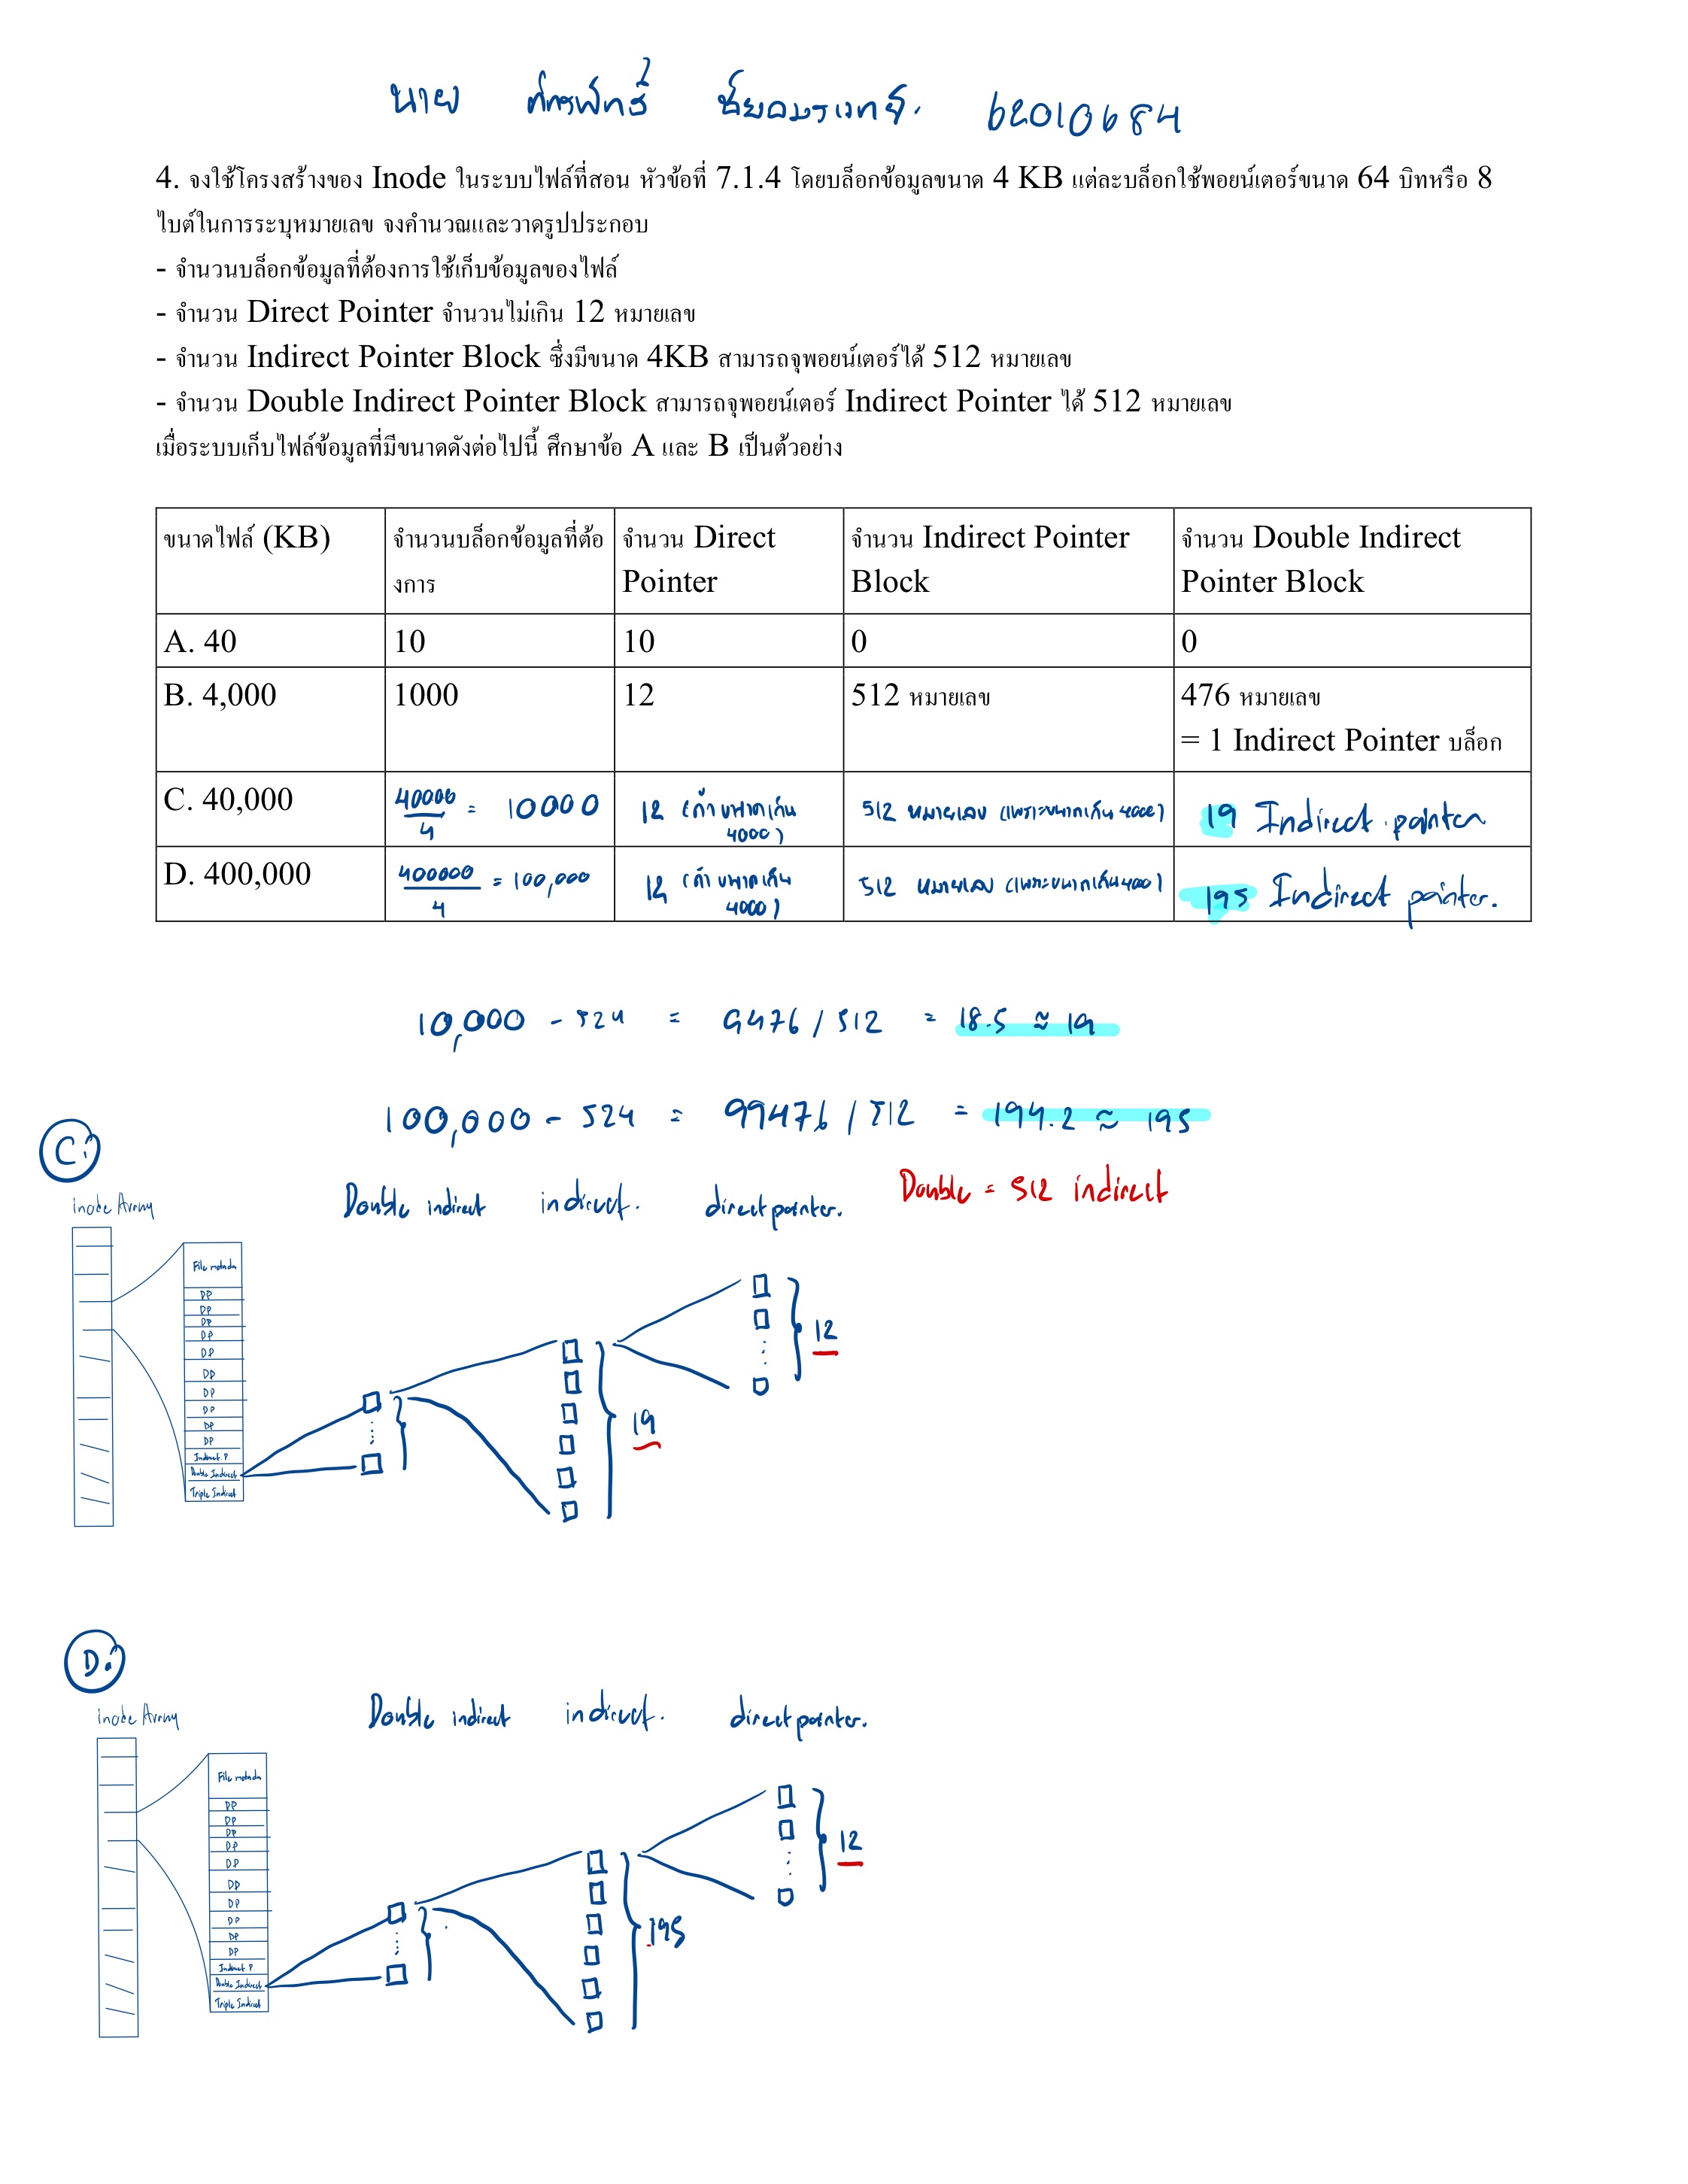 นาย 62010684
4. จงใช้โครงสร้างของ Inode ในระบบไฟล์ที่สอน หัวข้อที่ 7.1.4 โดยบล็อกข้อมูลขนาด 4 KB แต่ละบล็อกใช้พอยน์เตอร์ขนาด 64 บิทหรือ 8
ไบต์ในการระบุหมายเลข จงคำนวณและวาดรูปประกอบ
- จำนวนบล็อกข้อมูลที่ต้องการใช้เก็บข้อมูลของไฟล์
- จำนวน Direct Pointer จำนวนไม่เกิน 12 หมายเลข
- จำนวน Indirect Pointer Block ซึ่งมีขนาด 4KB สามารถจุพอยน์เตอร์ได้ 512 หมายเลข
- จำนวน Double Indirect Pointer Block สามารถจุพอยน์เตอร์ Indirect Pointer ได้ 512 หมายเลข
เมื่อระบบเก็บไฟล์ข้อมูลที่มีขนาดดังต่อไปนี้ ศึกษาข้อ A และ B เป็นตัวอย่าง
ขนาดไฟล์ (KB) จำนวนบล็อกข้อมูลที่ต้อ จำนวน Direct จำนวน Indirect Pointer จำนวน Double Indirect
งการ Pointer Block Pointer Block
A. 40 10 10 0 0
B. 4,000 1000 12 512 หมายเลข 476 หมายเลข
= 1 Indirect Pointer บล็อก
C. 40,000 40000/4 = 10000 12 (ถ้าขนาดเกิน 4000) 512 หมายเลข (เพราะขนาดเกิน 4000) 19 Indirect pointer
D. 400,000 400000/4 = 100,000 12 (ถ้าขนาดเกิน 4000) 512 หมายเลข (เพราะขนาดเกิน 4000) 195 Indirect pointer.
10,000 - 524 = 9476 / 512 = 18.5 ≈ 19
100,000 - 524 = 99476 / 512 = 194.2 ≈ 195
C:
Double = 512 indirect
inode Array Double indirect indirect. direct pointer.
File metada
DP
DP
DP
DP
DP
DP
DP
DP
DP
DP
Indirect. P
Double Indirect
Triple Indirect
12
19
D:
inode Array Double indirect indirect. direct pointer.
File metada
DP
DP
DP
DP
DP
DP
DP
DP
DP
DP
Indirect. P
Double Indirect
Triple Indirect
12
195